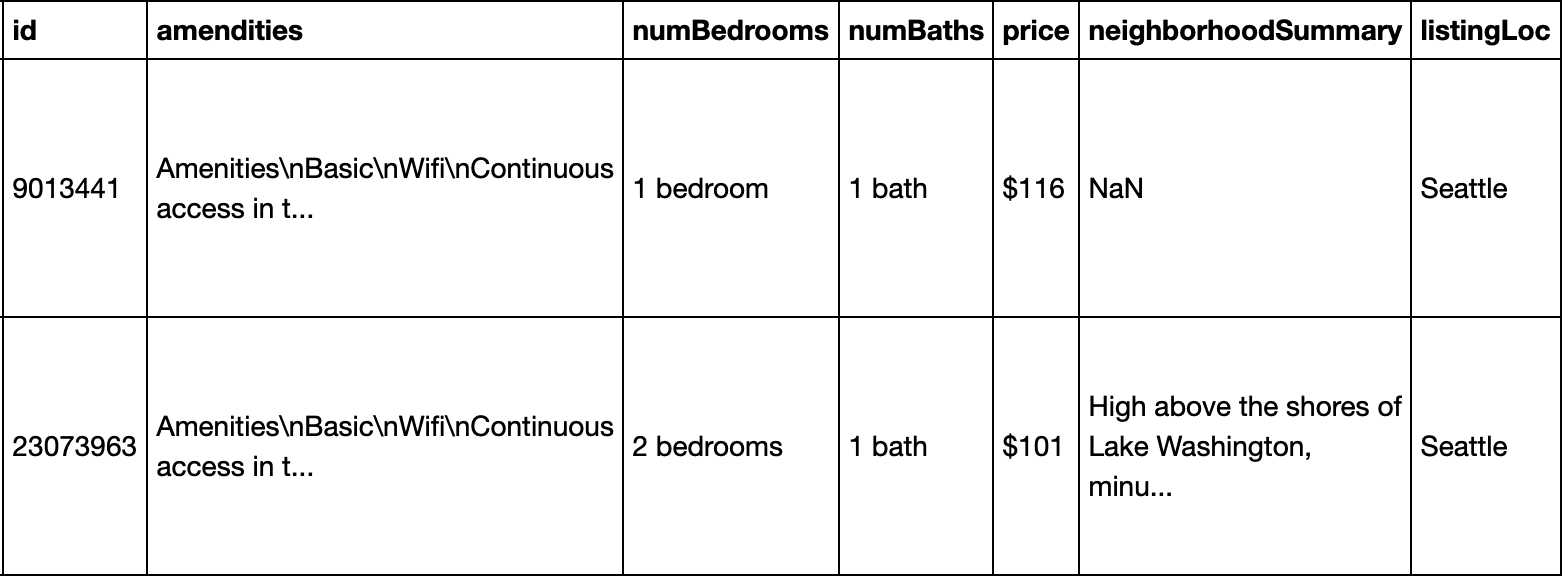 id amendities numBedrooms numBaths price neighborhoodSummary listingLoc
9013441 Amenities\nBasic\nWifi\nContinuous access in t... 1 bedroom 1 bath $116 NaN Seattle
23073963 Amenities\nBasic\nWifi\nContinuous access in t... 2 bedrooms 1 bath $101 High above the shores of Lake Washington, minu... Seattle